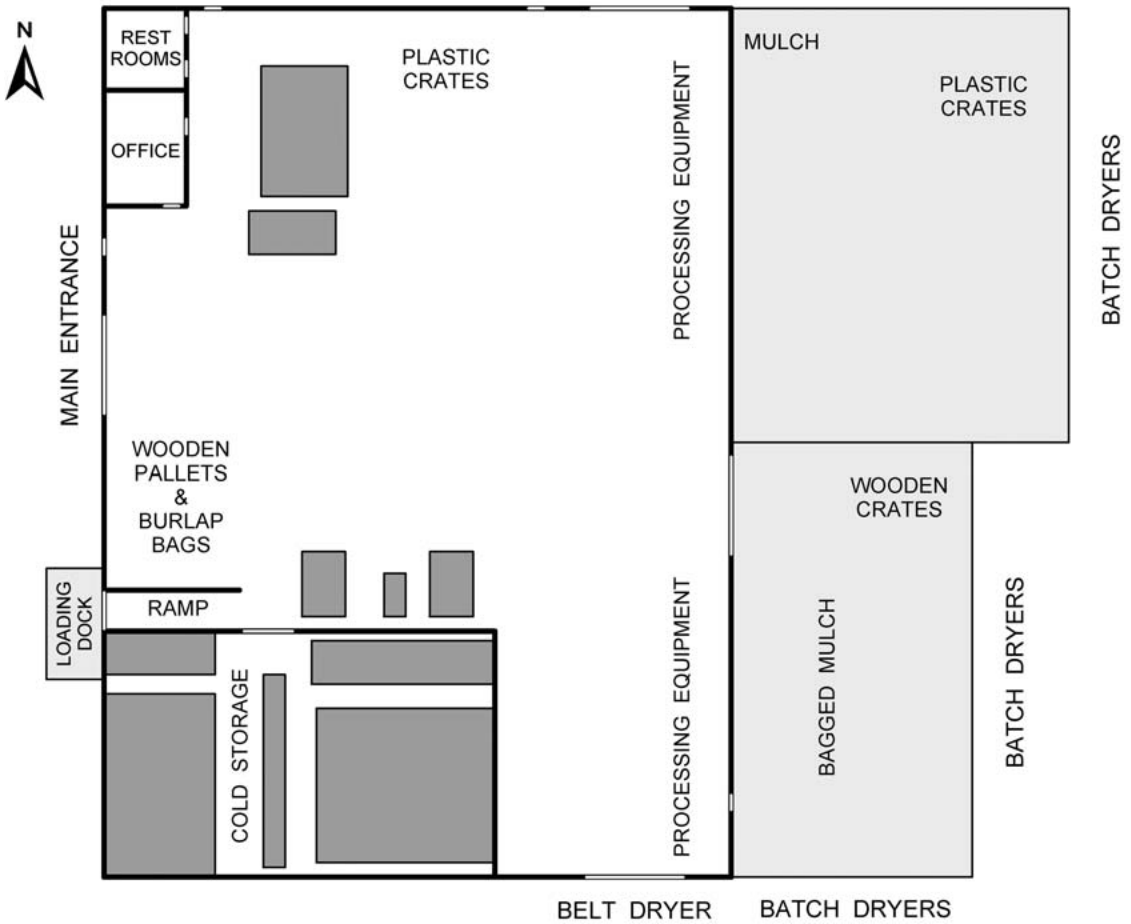 N
REST
ROOMS
OFFICE
PLASTIC
CRATES
PROCESSING EQUIPMENT
MULCH
PLASTIC
CRATES
BATCH DRYERS
MAIN ENTRANCE
WOODEN
PALLETS
&
BURLAP
BAGS
LOADING
DOCK
RAMP
COLD STORAGE
PROCESSING EQUIPMENT
WOODEN
CRATES
BAGGED MULCH
BATCH DRYERS
BELT DRYER
BATCH DRYERS